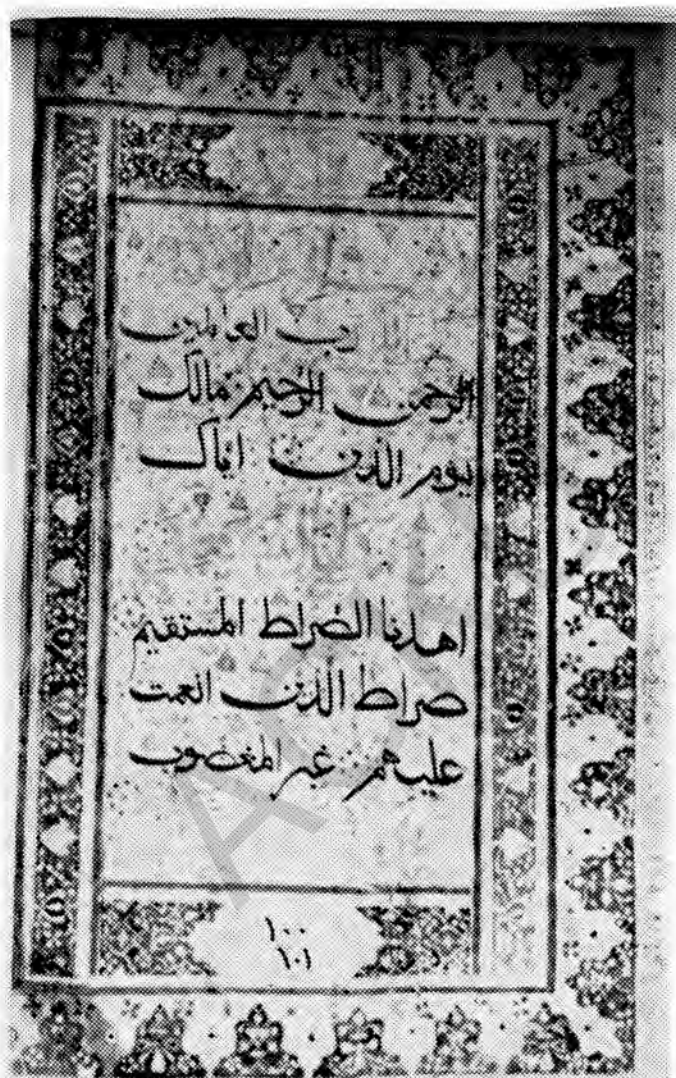 رب العالمين
الرحمن الرحيم مالك
يوم الدين اياك
اهدنا الصراط المستقيم
صراط الذين انعمت
عليهم غير المغضوب
١٠٠
١٠١